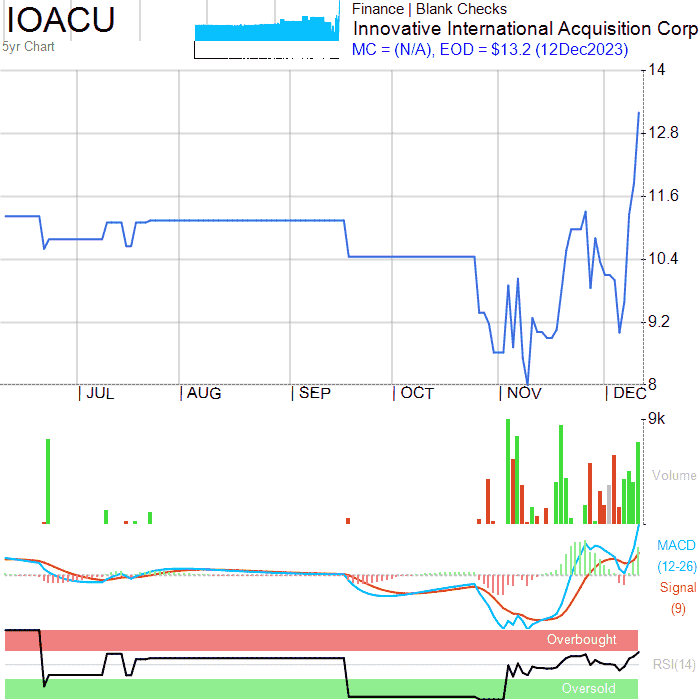 IOACU
5yr Chart
Finance | Blank Checks
Innovative International Acquisition Corp
MC = (N/A), EOD = $13.2 (12Dec2023)
14
12.8
11.6
10.4
9.2
8
| JUL | AUG | SEP | OCT | NOV | DEC
9k
Volume
MACD
(12-26)
Signal
(9)
Overbought
RSI(14)
Oversold